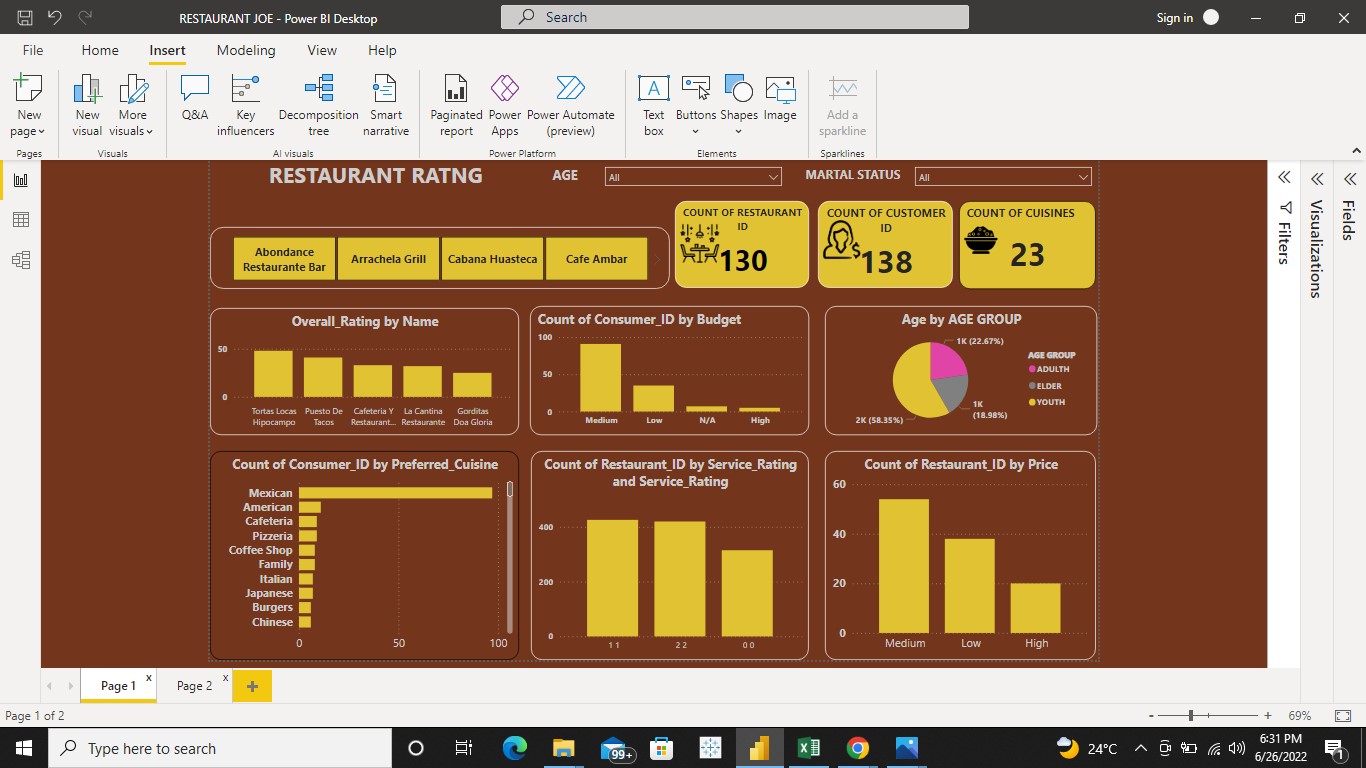 RESTAURANT JOE - Power BI Desktop
Search
Sign in
File
Home
Insert
Modeling
View
Help
New page
New visual
More visuals
Q&A
Key influencers
Decomposition tree
Smart narrative
Paginated report
Power Apps
Power Automate (preview)
Text box
Buttons
Shapes
Image
Add a sparkline
Pages
Visuals
AI visuals
Power Platform
Elements
Sparklines
RESTAURANT RATNG
AGE
All
MARTAL STATUS
All
Abondance
Restaurante Bar
Arrachela Grill
Cabana Huasteca
Cafe Ambar
COUNT OF RESTAURANT
ID
130
COUNT OF CUSTOMER
ID
138
COUNT OF CUISINES
23
Filters
Visualizations
Fields
Overall_Rating by Name
50
0
Tortas Locas
Hipocampo
Puesto De
Tacos
Cafeteria Y
Restaurant...
La Cantina
Restaurante
Gorditas
Doa Gloria
Count of Consumer_ID by Budget
100
50
0
Medium
Low
N/A
High
Age by AGE GROUP
1K (22.67%)
1K
(18.98%)
2K (58.35%)
AGE GROUP
ADULTH
ELDER
YOUTH
Count of Consumer_ID by Preferred_Cuisine
Mexican
American
Cafeteria
Pizzeria
Coffee Shop
Family
Italian
Japanese
Burgers
Chinese
0
50
100
Count of Restaurant_ID by Service_Rating
and Service_Rating
400
200
0
1 1
2 2
0 0
Count of Restaurant_ID by Price
60
40
20
0
Medium
Low
High
Page 1
x
Page 2
x
Page 1 of 2
69%
Type here to search
99+
24°C
6:31 PM
6/26/2022
1